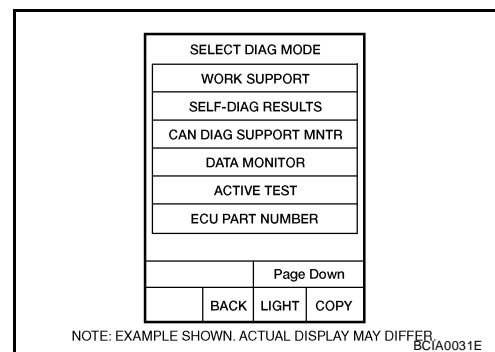 SELECT DIAG MODE
WORK SUPPORT
SELF-DIAG RESULTS
CAN DIAG SUPPORT MNTR
DATA MONITOR
ACTIVE TEST
ECU PART NUMBER
Page Down
BACK LIGHT COPY
NOTE: EXAMPLE SHOWN. ACTUAL DISPLAY MAY DIFFER.
BCIA0031E